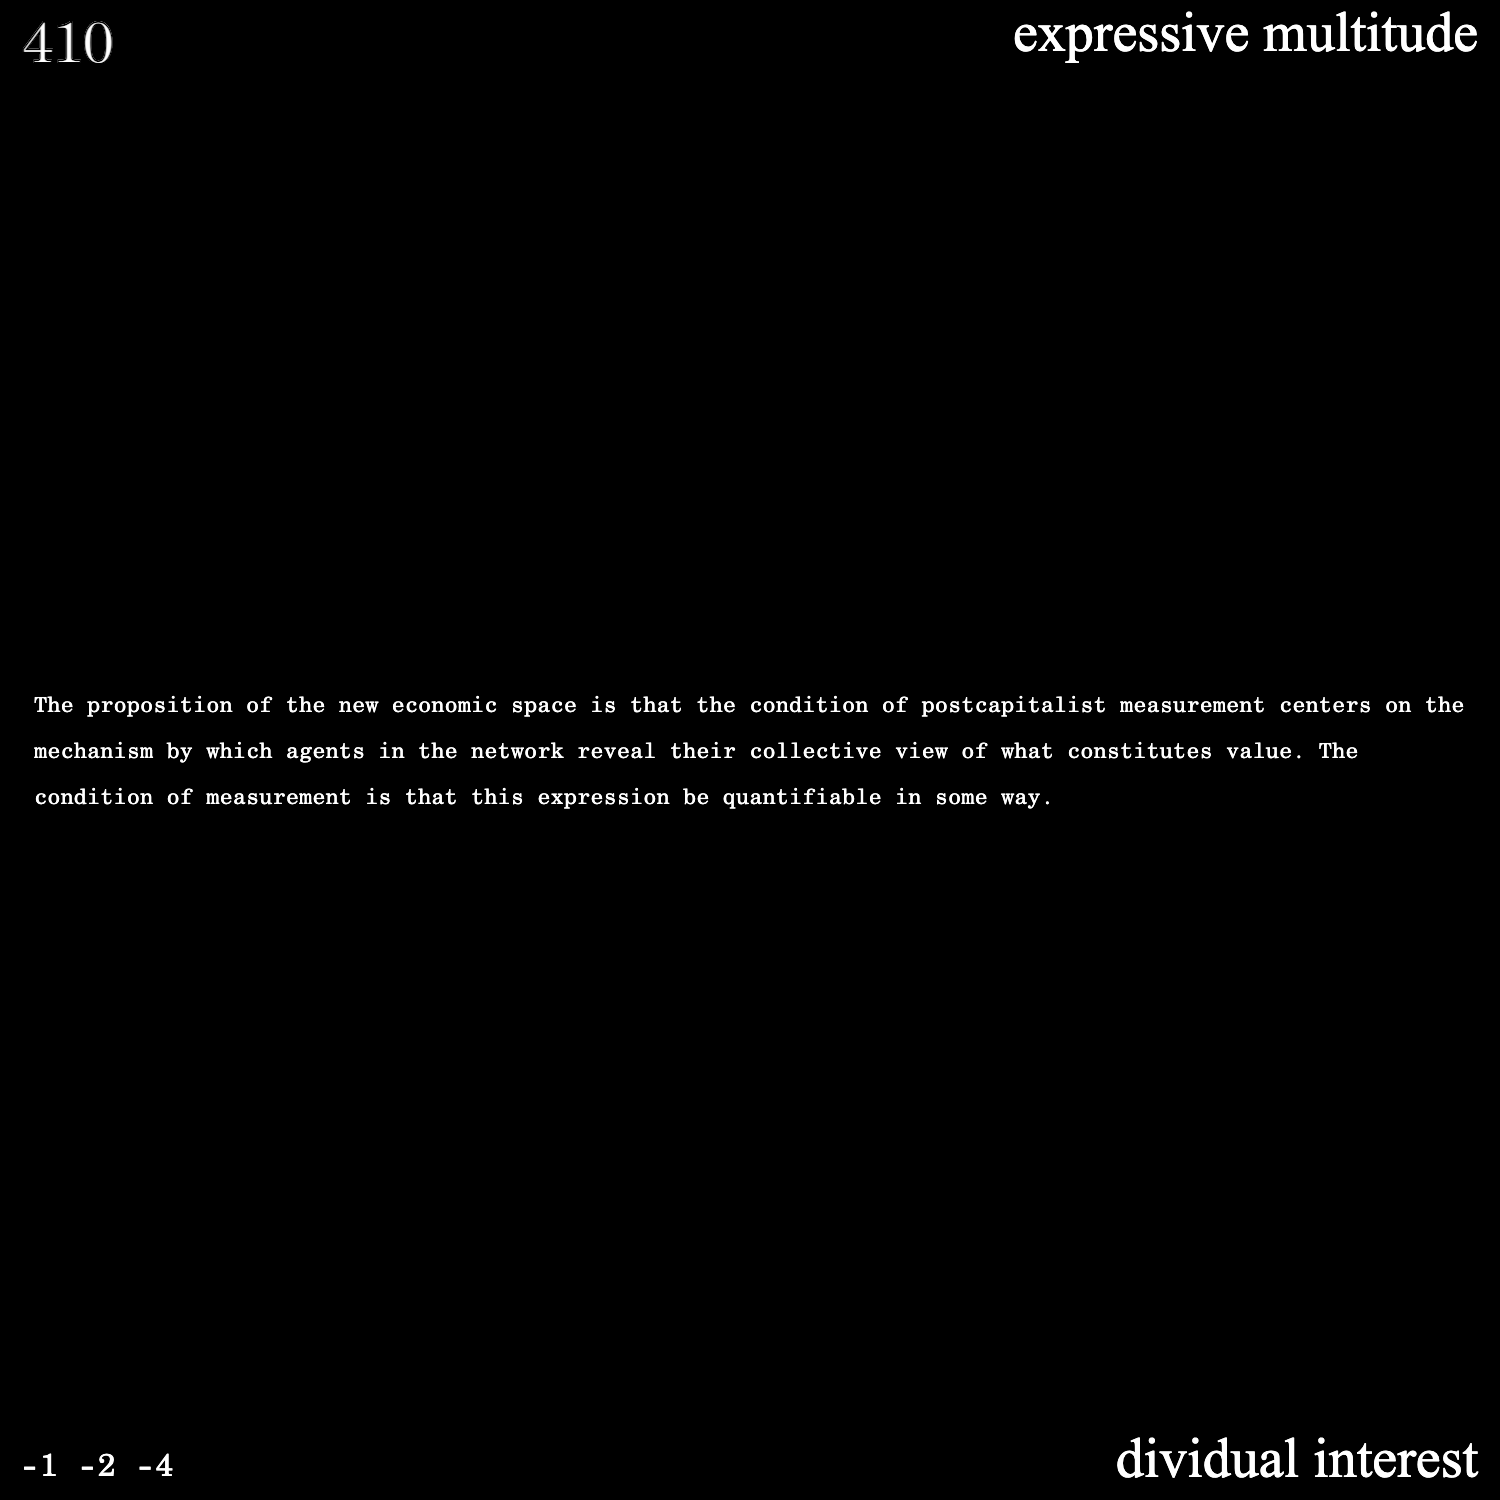 410
expressive multitude
The proposition of the new economic space is that the condition of postcapitalist measurement centers on the
mechanism by which agents in the network reveal their collective view of what constitutes value. The
condition of measurement is that this expression be quantifiable in some way.
-1 -2 -4
dividual interest